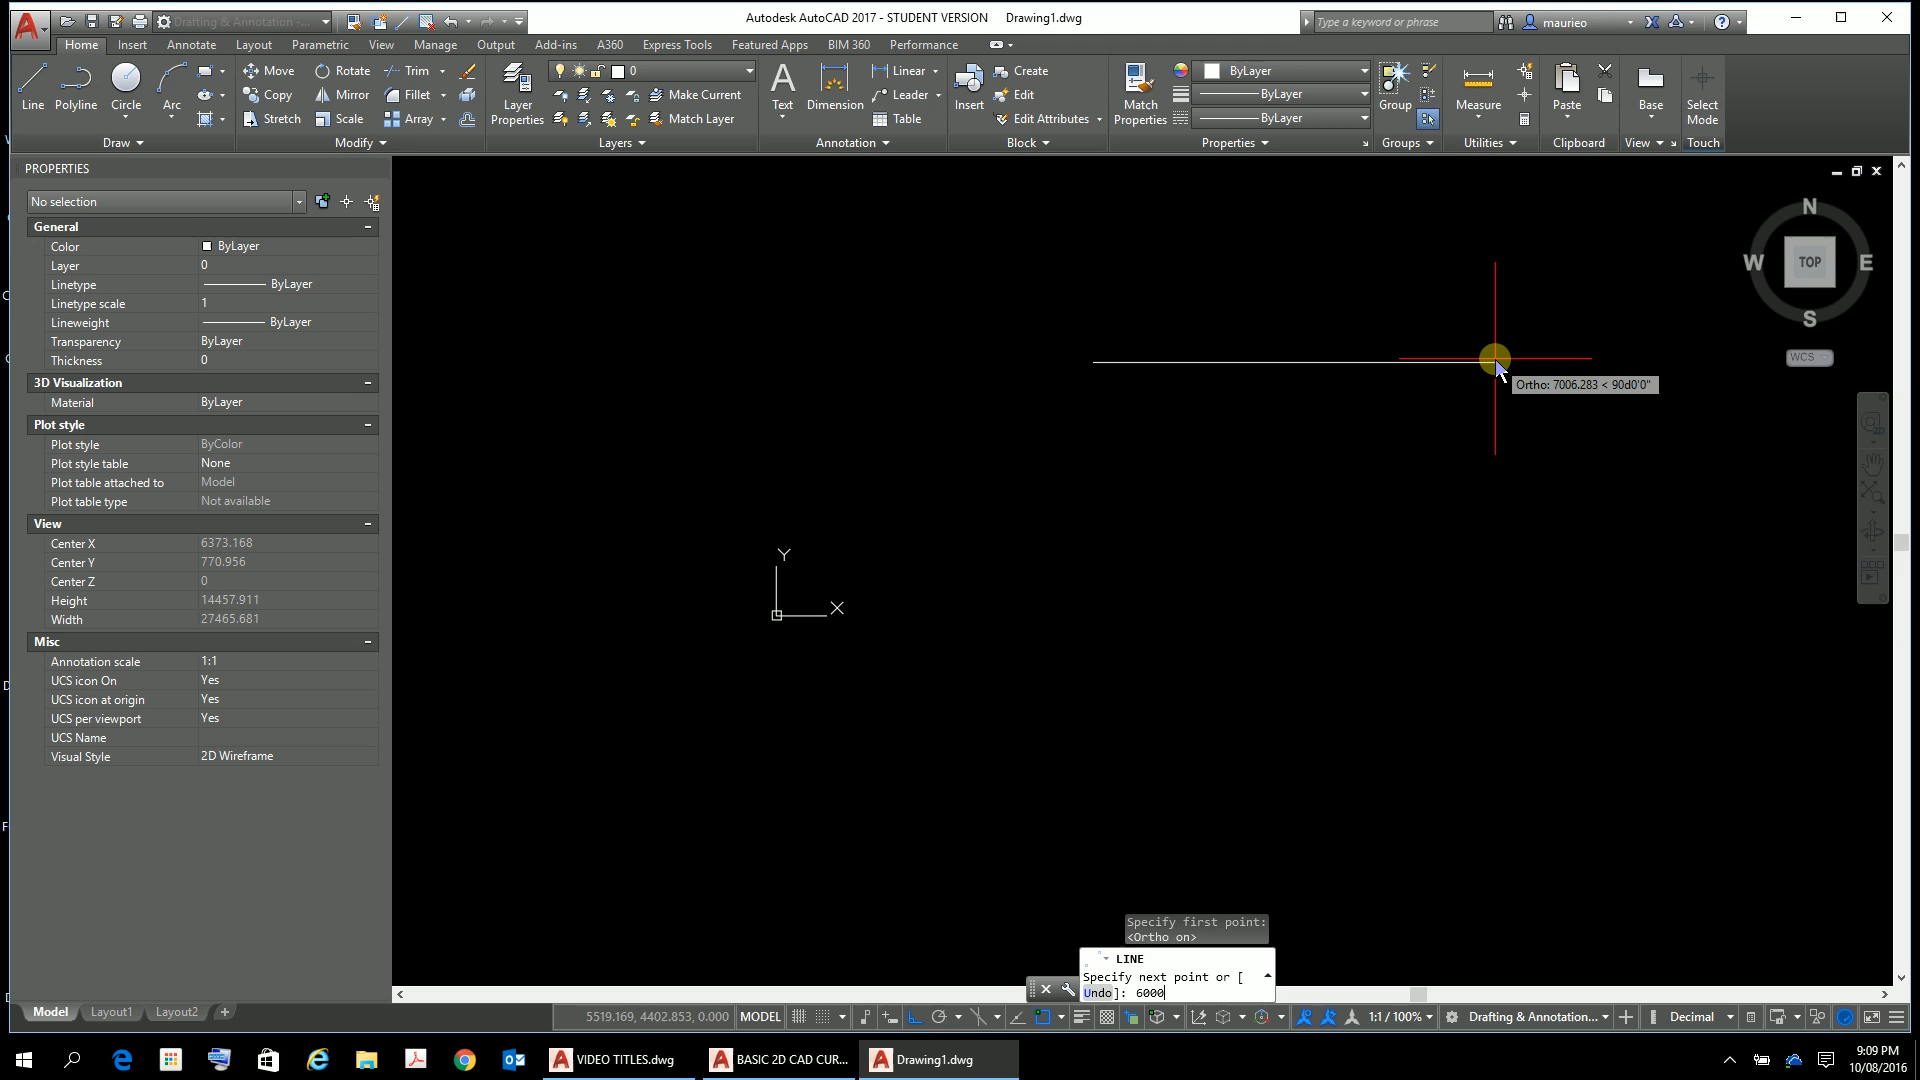 Drafting & Annotation -
Autodesk AutoCAD 2017 - STUDENT VERSION Drawing1.dwg
Type a keyword or phrase
maurieo
Home Insert Annotate Layout Parametric View Manage Output Add-ins A360 Express Tools Featured Apps BIM 360 Performance
Line Polyline Circle Arc
Move Rotate Trim
Copy Mirror Fillet
Stretch Scale Array
Layer Properties
0
Make Current
Match Layer
Text Dimension
Linear
Leader
Table
Insert
Create
Edit
Edit Attributes
Match Properties
ByLayer
ByLayer
ByLayer
Group
Measure
Paste
Base
Select Mode
Draw Modify Layers Annotation Block Properties Groups Utilities Clipboard View Touch
PROPERTIES
No selection
General
Color ByLayer
Layer 0
Linetype ByLayer
Linetype scale 1
Lineweight ByLayer
Transparency ByLayer
Thickness 0
3D Visualization
Material ByLayer
Plot style
Plot style ByColor
Plot style table None
Plot table attached to Model
Plot table type Not available
View
Center X 6373.168
Center Y 770.956
Center Z 0
Height 14457.911
Width 27465.681
Misc
Annotation scale 1:1
UCS icon On Yes
UCS icon at origin Yes
UCS per viewport Yes
UCS Name
Visual Style 2D Wireframe
N
W TOP E
S
WCS
Ortho: 7006.283 < 90d0'0"
Y
X
Specify first point:
<Ortho on>
LINE
Specify next point or [
Undo]: 6000
Model Layout1 Layout2 +
5519.169, 4402.853, 0.000 MODEL 1:1 / 100% Drafting & Annotation... Decimal
VIDEO TITLES.dwg BASIC 2D CAD CUR... Drawing1.dwg
9:09 PM
10/08/2016